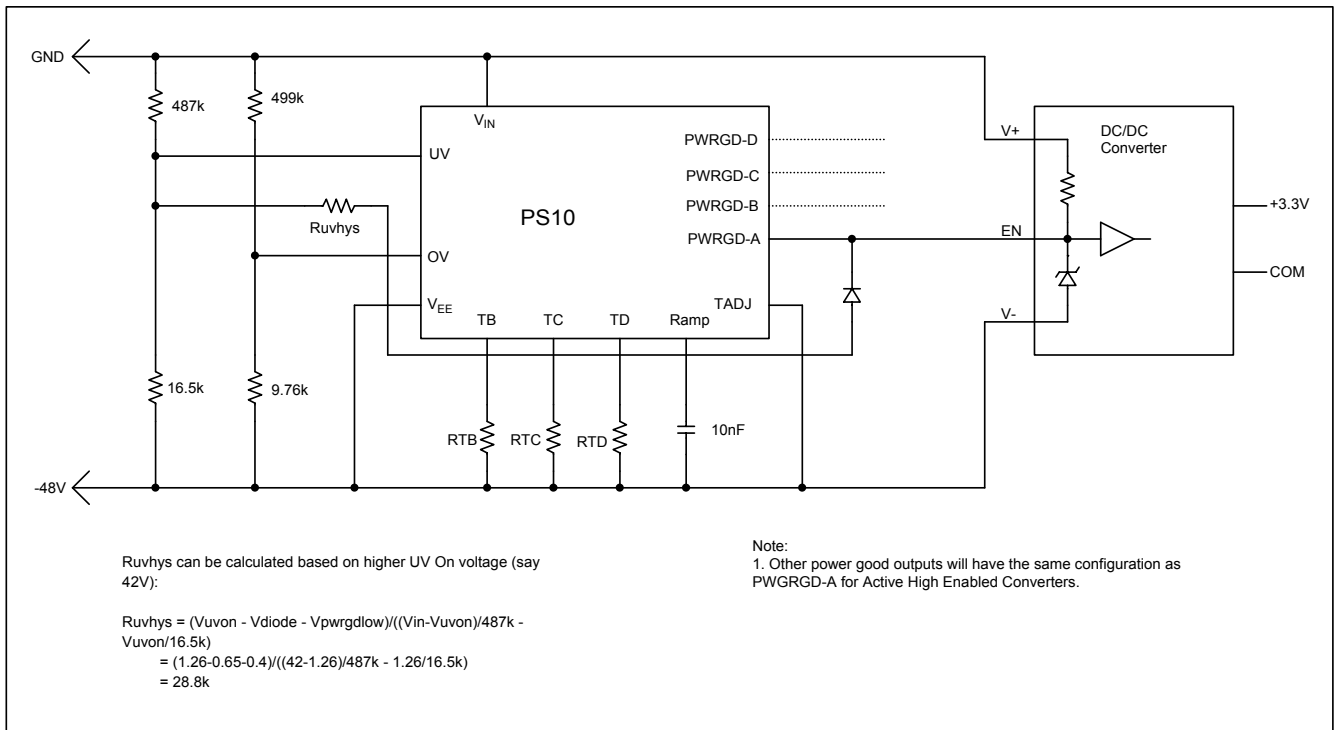 GND
487k
499k
VIN
UV
PWRGD-D
PWRGD-C
PWRGD-B
PWRGD-A
PS10
Ruvhys
OV
VEE
TADJ
TB
TC
TD
Ramp
V+
DC/DC
Converter
EN
V-
+3.3V
COM
16.5k
9.76k
RTB
RTC
RTD
10nF
-48V
Ruvhys can be calculated based on higher UV On voltage (say
42V):
Ruvhys = (Vuvon - Vdiode - Vpwrgdlow)/((Vin-Vuvon)/487k -
Vuvon/16.5k)
= (1.26-0.65-0.4)/((42-1.26)/487k - 1.26/16.5k)
= 28.8k
Note:
1. Other power good outputs will have the same configuration as
PWGRGD-A for Active High Enabled Converters.